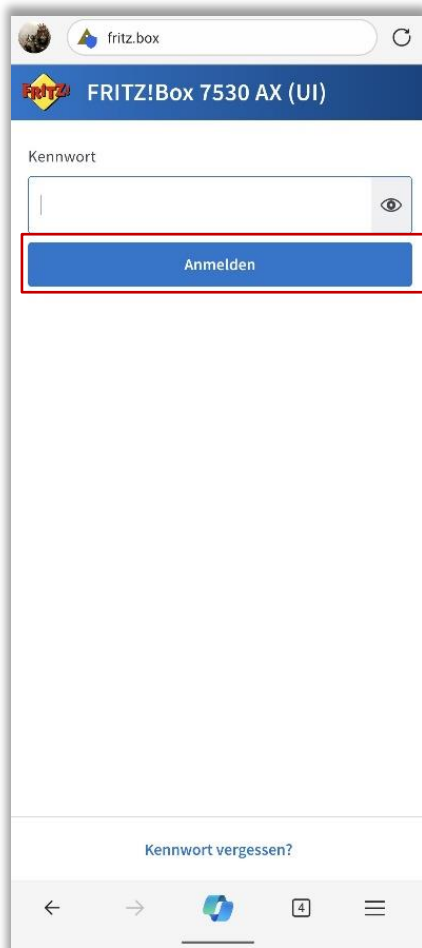 fritz.box
FRITZ!
FRITZ!Box 7530 AX (UI)
Kennwort
Anmelden
Kennwort vergessen?
4